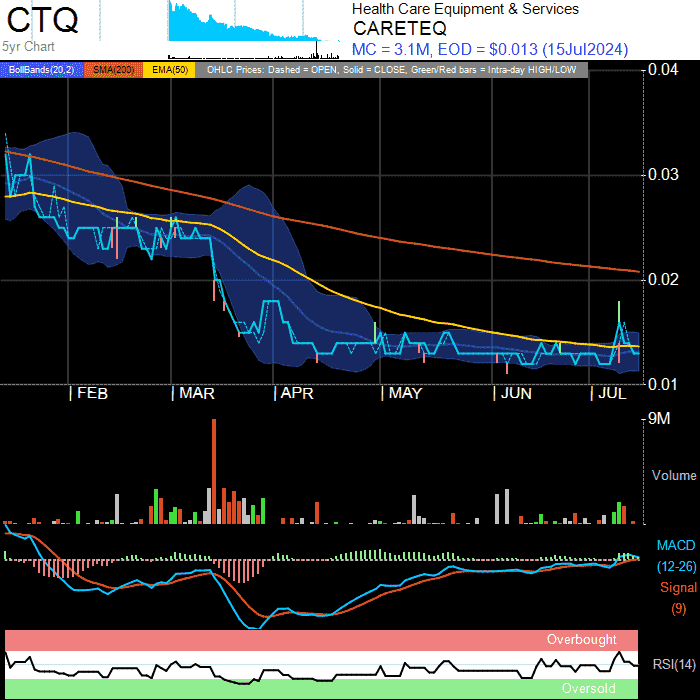 CTQ
5yr Chart
Health Care Equipment & Services
CARETEQ
MC = 3.1M, EOD = $0.013 (15Jul2024)
BollBands(20,2) SMA(200) EMA(50) OHLC Prices: Dashed = OPEN, Solid = CLOSE, Green/Red bars = Intra-day HIGH/LOW
0.04
0.03
0.02
0.01
FEB MAR APR MAY JUN JUL
9M
Volume
MACD
(12-26)
Signal
(9)
Overbought
RSI(14)
Oversold